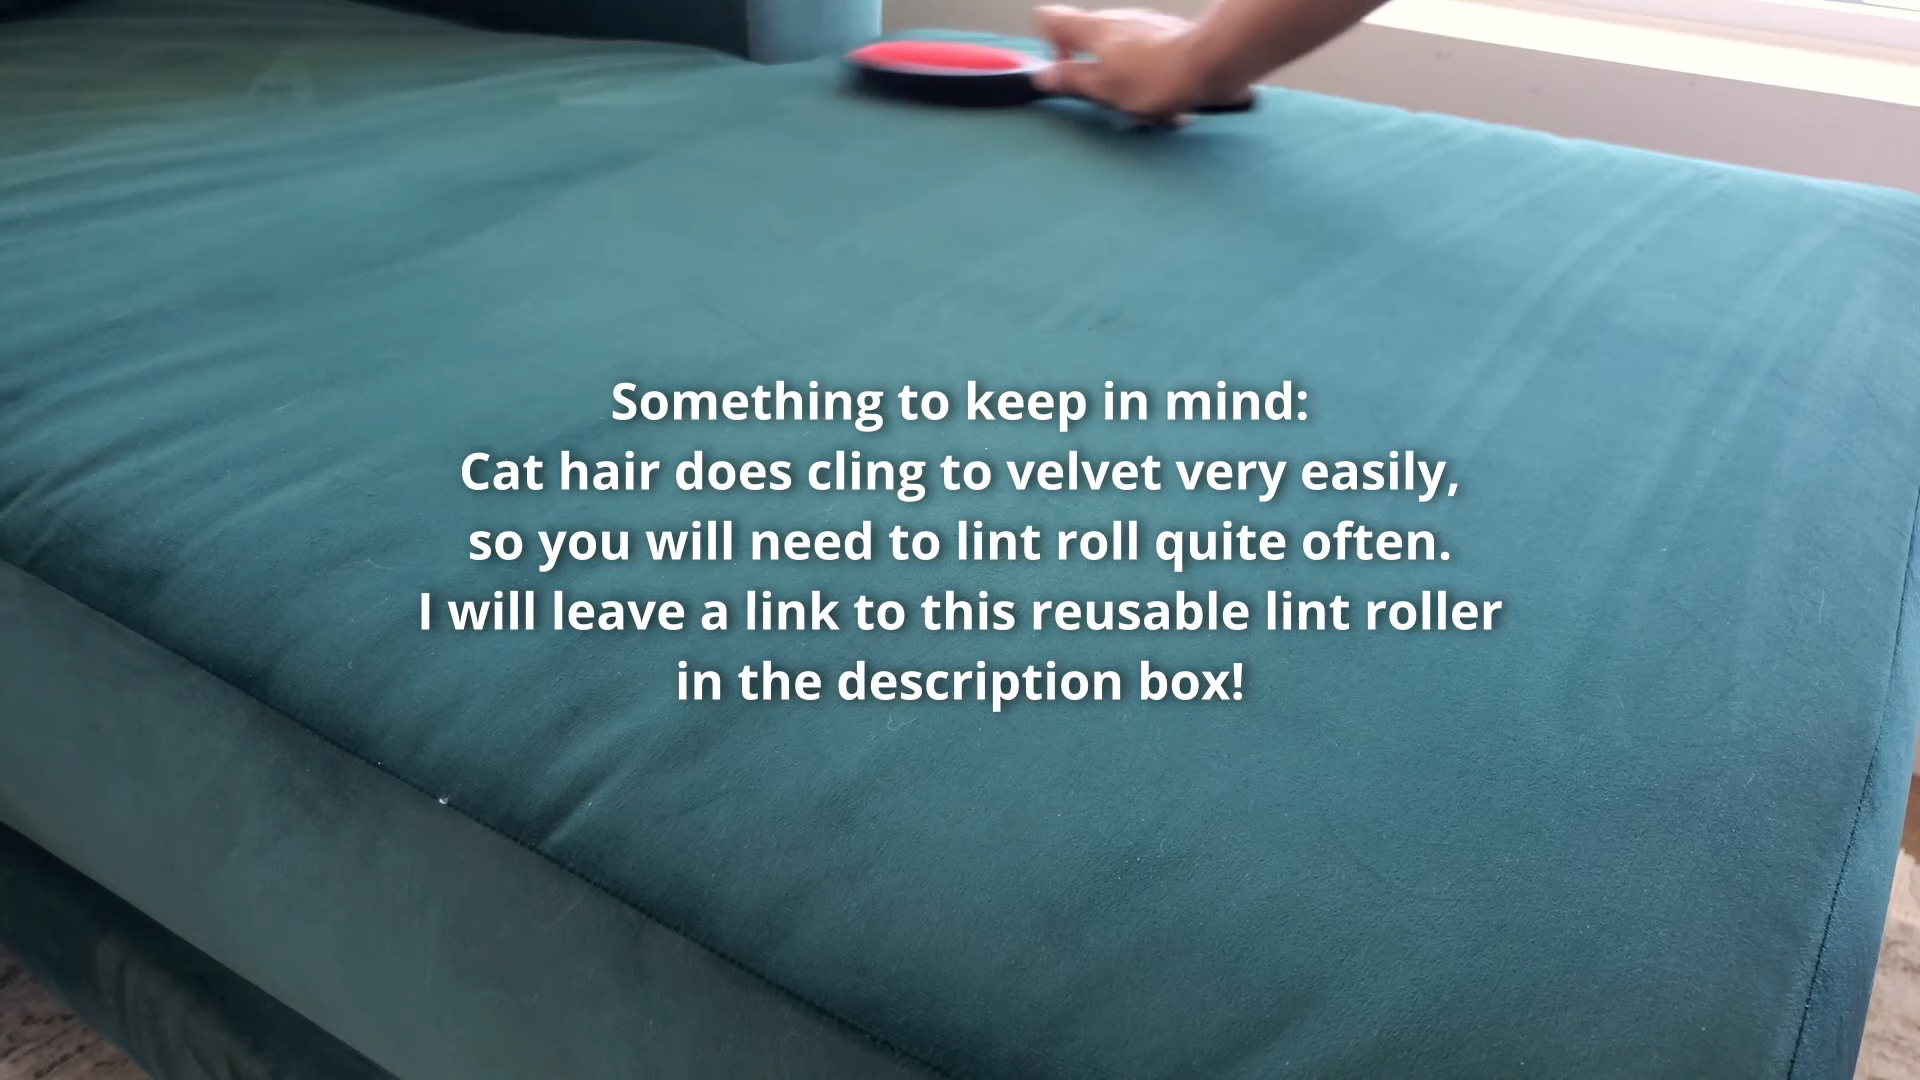 Something to keep in mind:
Cat hair does cling to velvet very easily,
so you will need to lint roll quite often.
I will leave a link to this reusable lint roller
in the description box!